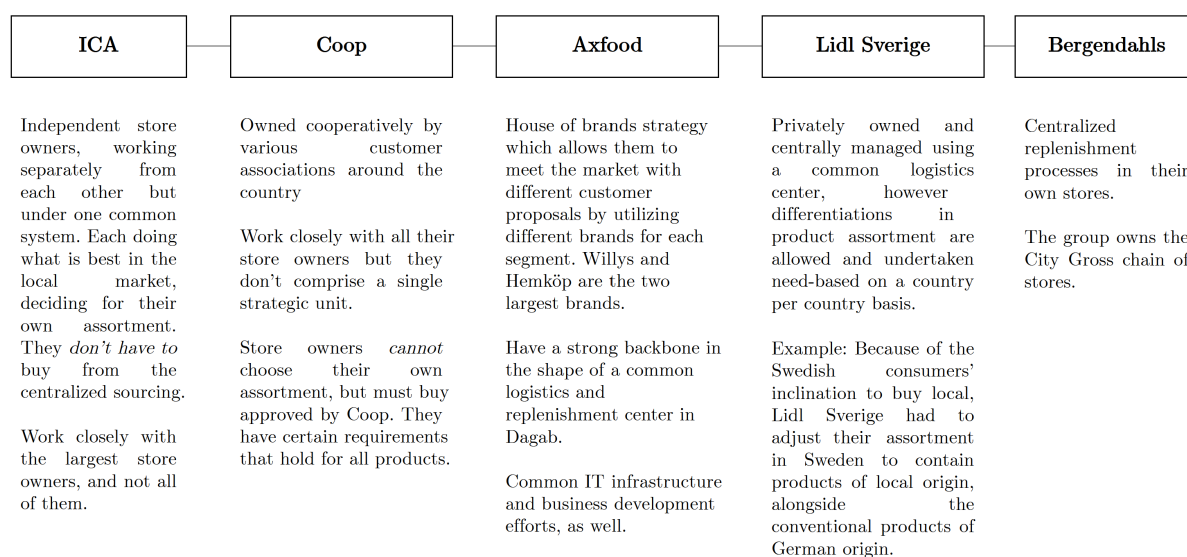 ICA
Coop
Axfood
Lidl Sverige
Bergendahls
Independent store
owners, working
separately from
each other but
under one common
system. Each doing
what is best in the
local market,
deciding for their
own assortment.
They don't have to
buy from the
centralized sourcing.
Work closely with
the largest store
owners, and not all
of them.
Owned cooperatively by
various customer
associations around the
country
Work closely with all their
store owners but they
don't comprise a single
strategic unit.
Store owners cannot
choose their own
assortment, but must buy
approved by Coop. They
have certain requirements
that hold for all products.
House of brands strategy
which allows them to
meet the market with
different customer
proposals by utilizing
different brands for each
segment. Willys and
Hemköp are the two
largest brands.
Have a strong backbone in
the shape of a common
logistics and
replenishment center in
Dagab.
Common IT infrastructure
and business development
efforts, as well.
Privately owned and
centrally managed using
a common logistics
center, however
differentiations in
product assortment are
allowed and undertaken
need-based on a country
per country basis.
Example: Because of the
Swedish consumers'
inclination to buy local,
Lidl Sverige had to
adjust their assortment
in Sweden to contain
products of local origin,
alongside the
conventional products of
German origin.
Centralized
replenishment
processes in their
own stores.
The group owns the
City Gross chain of
stores.